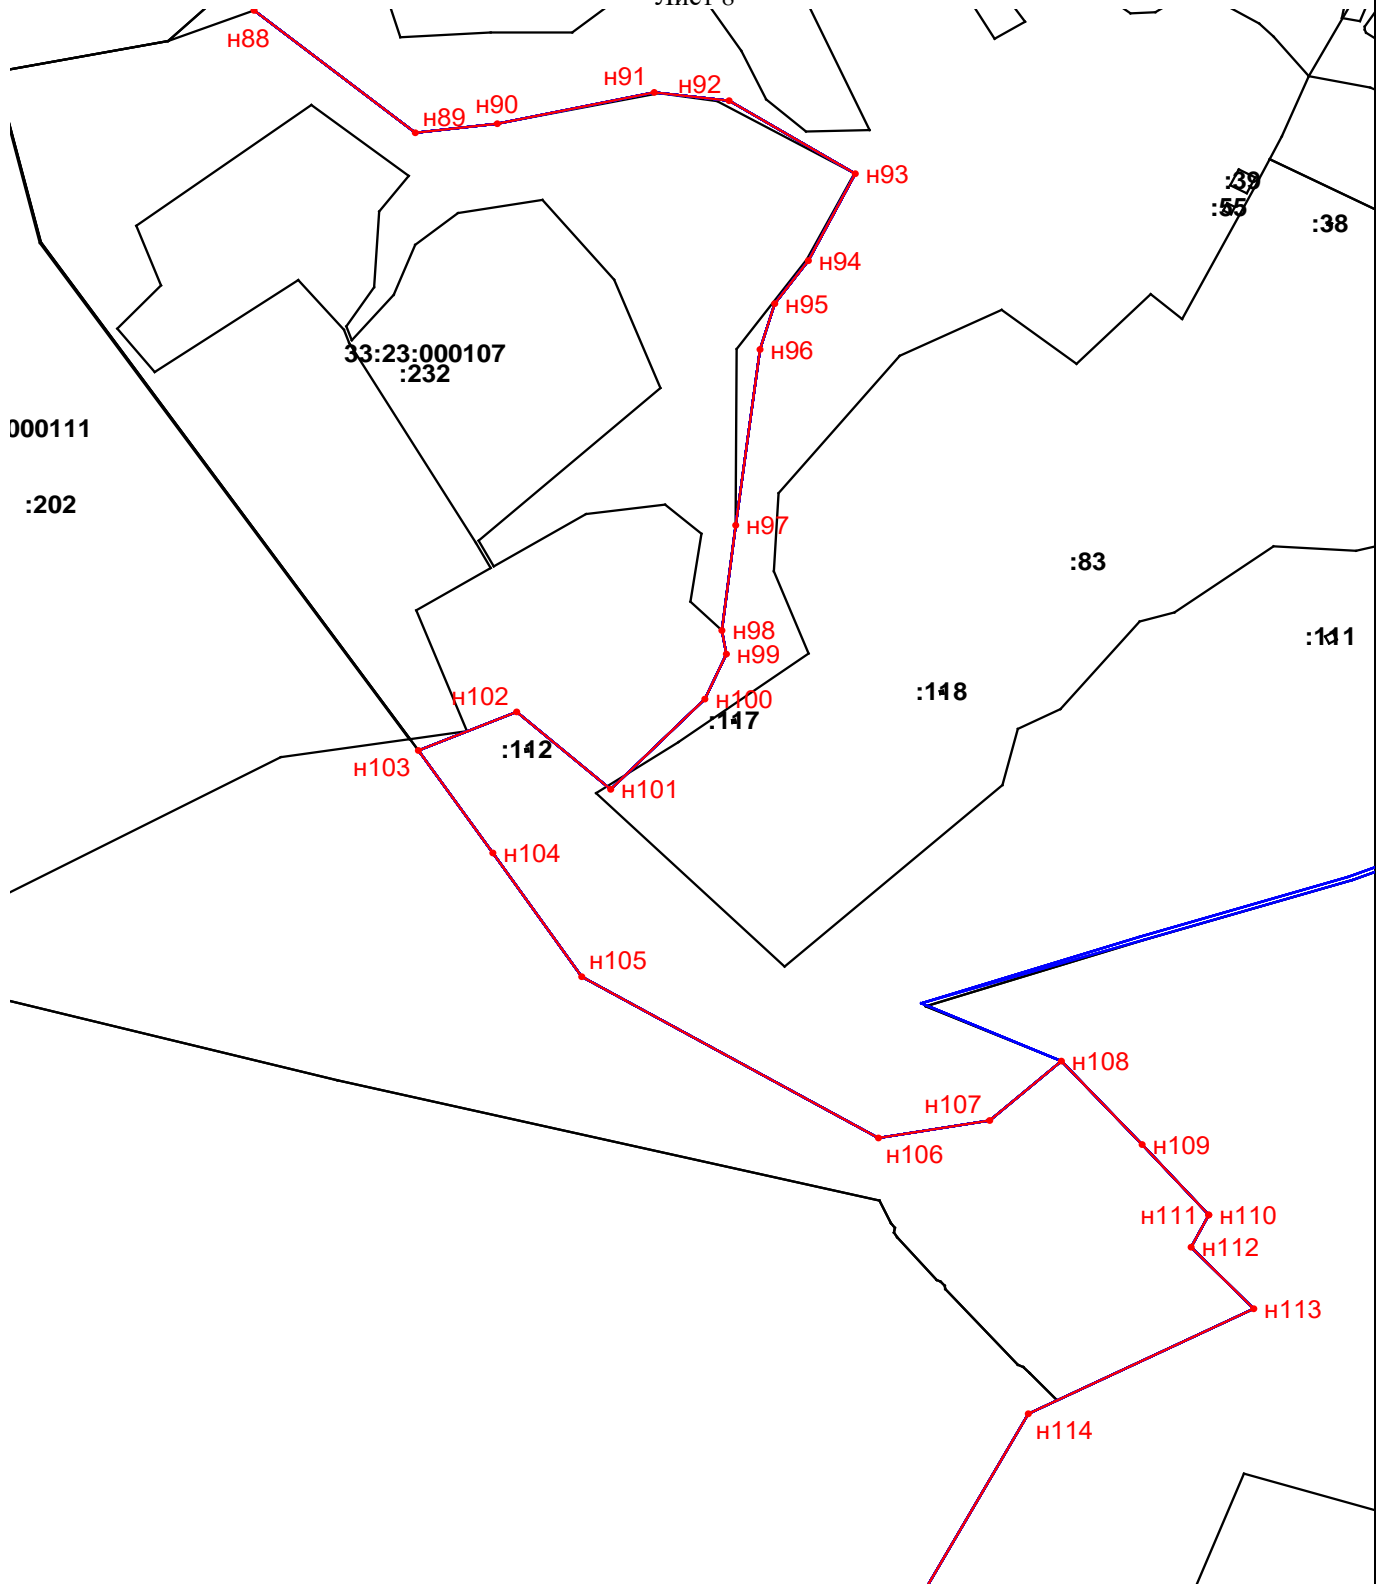 Лист 8
н88
н89
н90
н91
н92
н93
:39
:55
:38
н94
н95
н96
33:23:000107
:232
000111
:202
н97
:83
н98
:111
н99
:118
н100
:117
н102
:112
н103
н101
н104
н105
н108
н107
н106
н109
н111
н110
н112
н113
н114